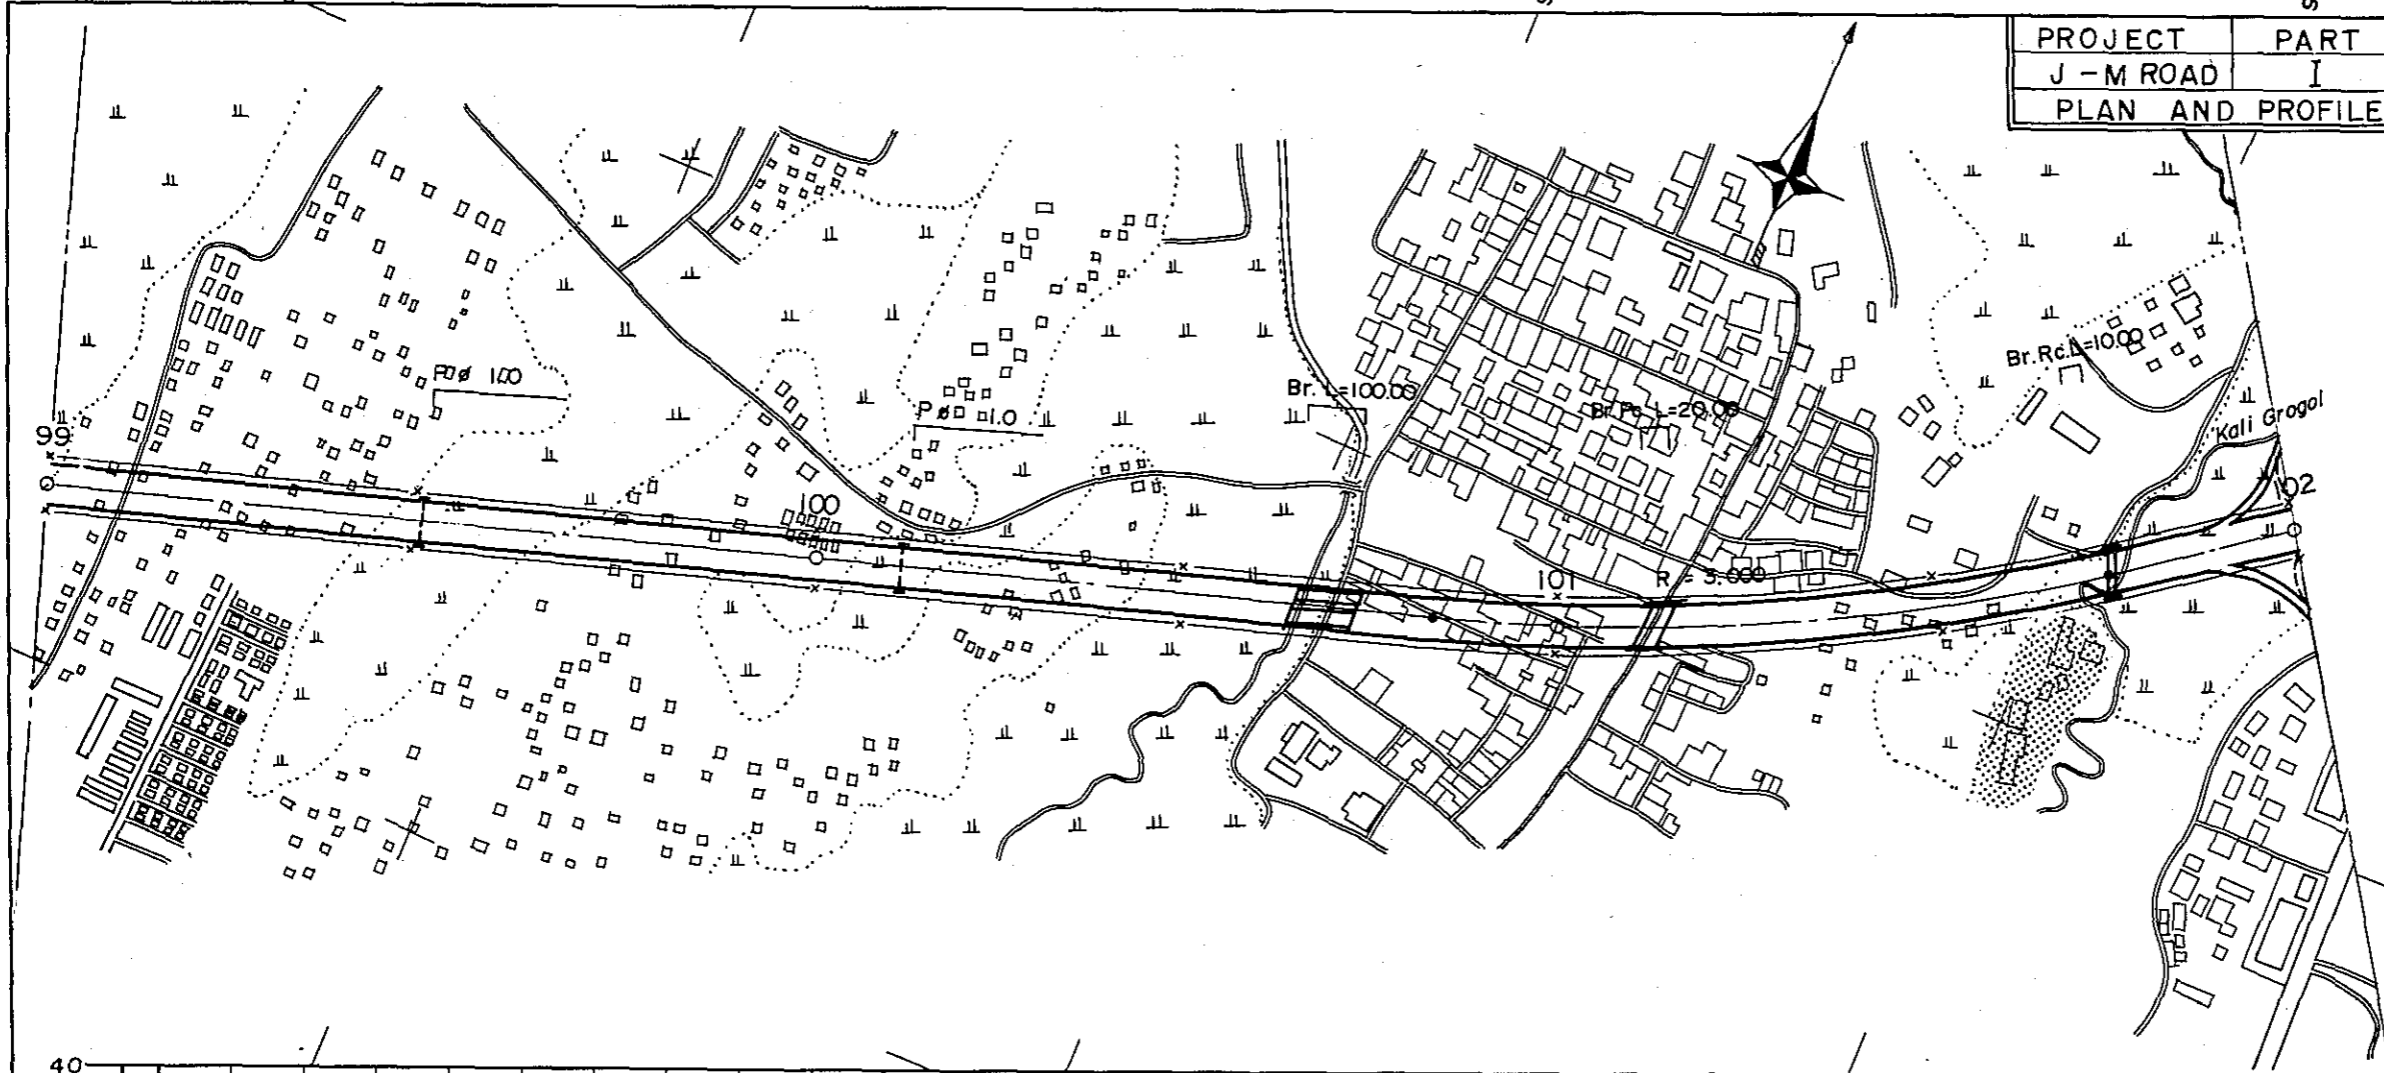 PROJECT PART
J - M ROAD I
PLAN AND PROFILE
Br.Rc.L=10.00
P ø 1.00
Br. L=100.00
P ø 1.0
Br. Pc. L=20.00
Kali Grogol
99
102
100
101
R = 3.000
40